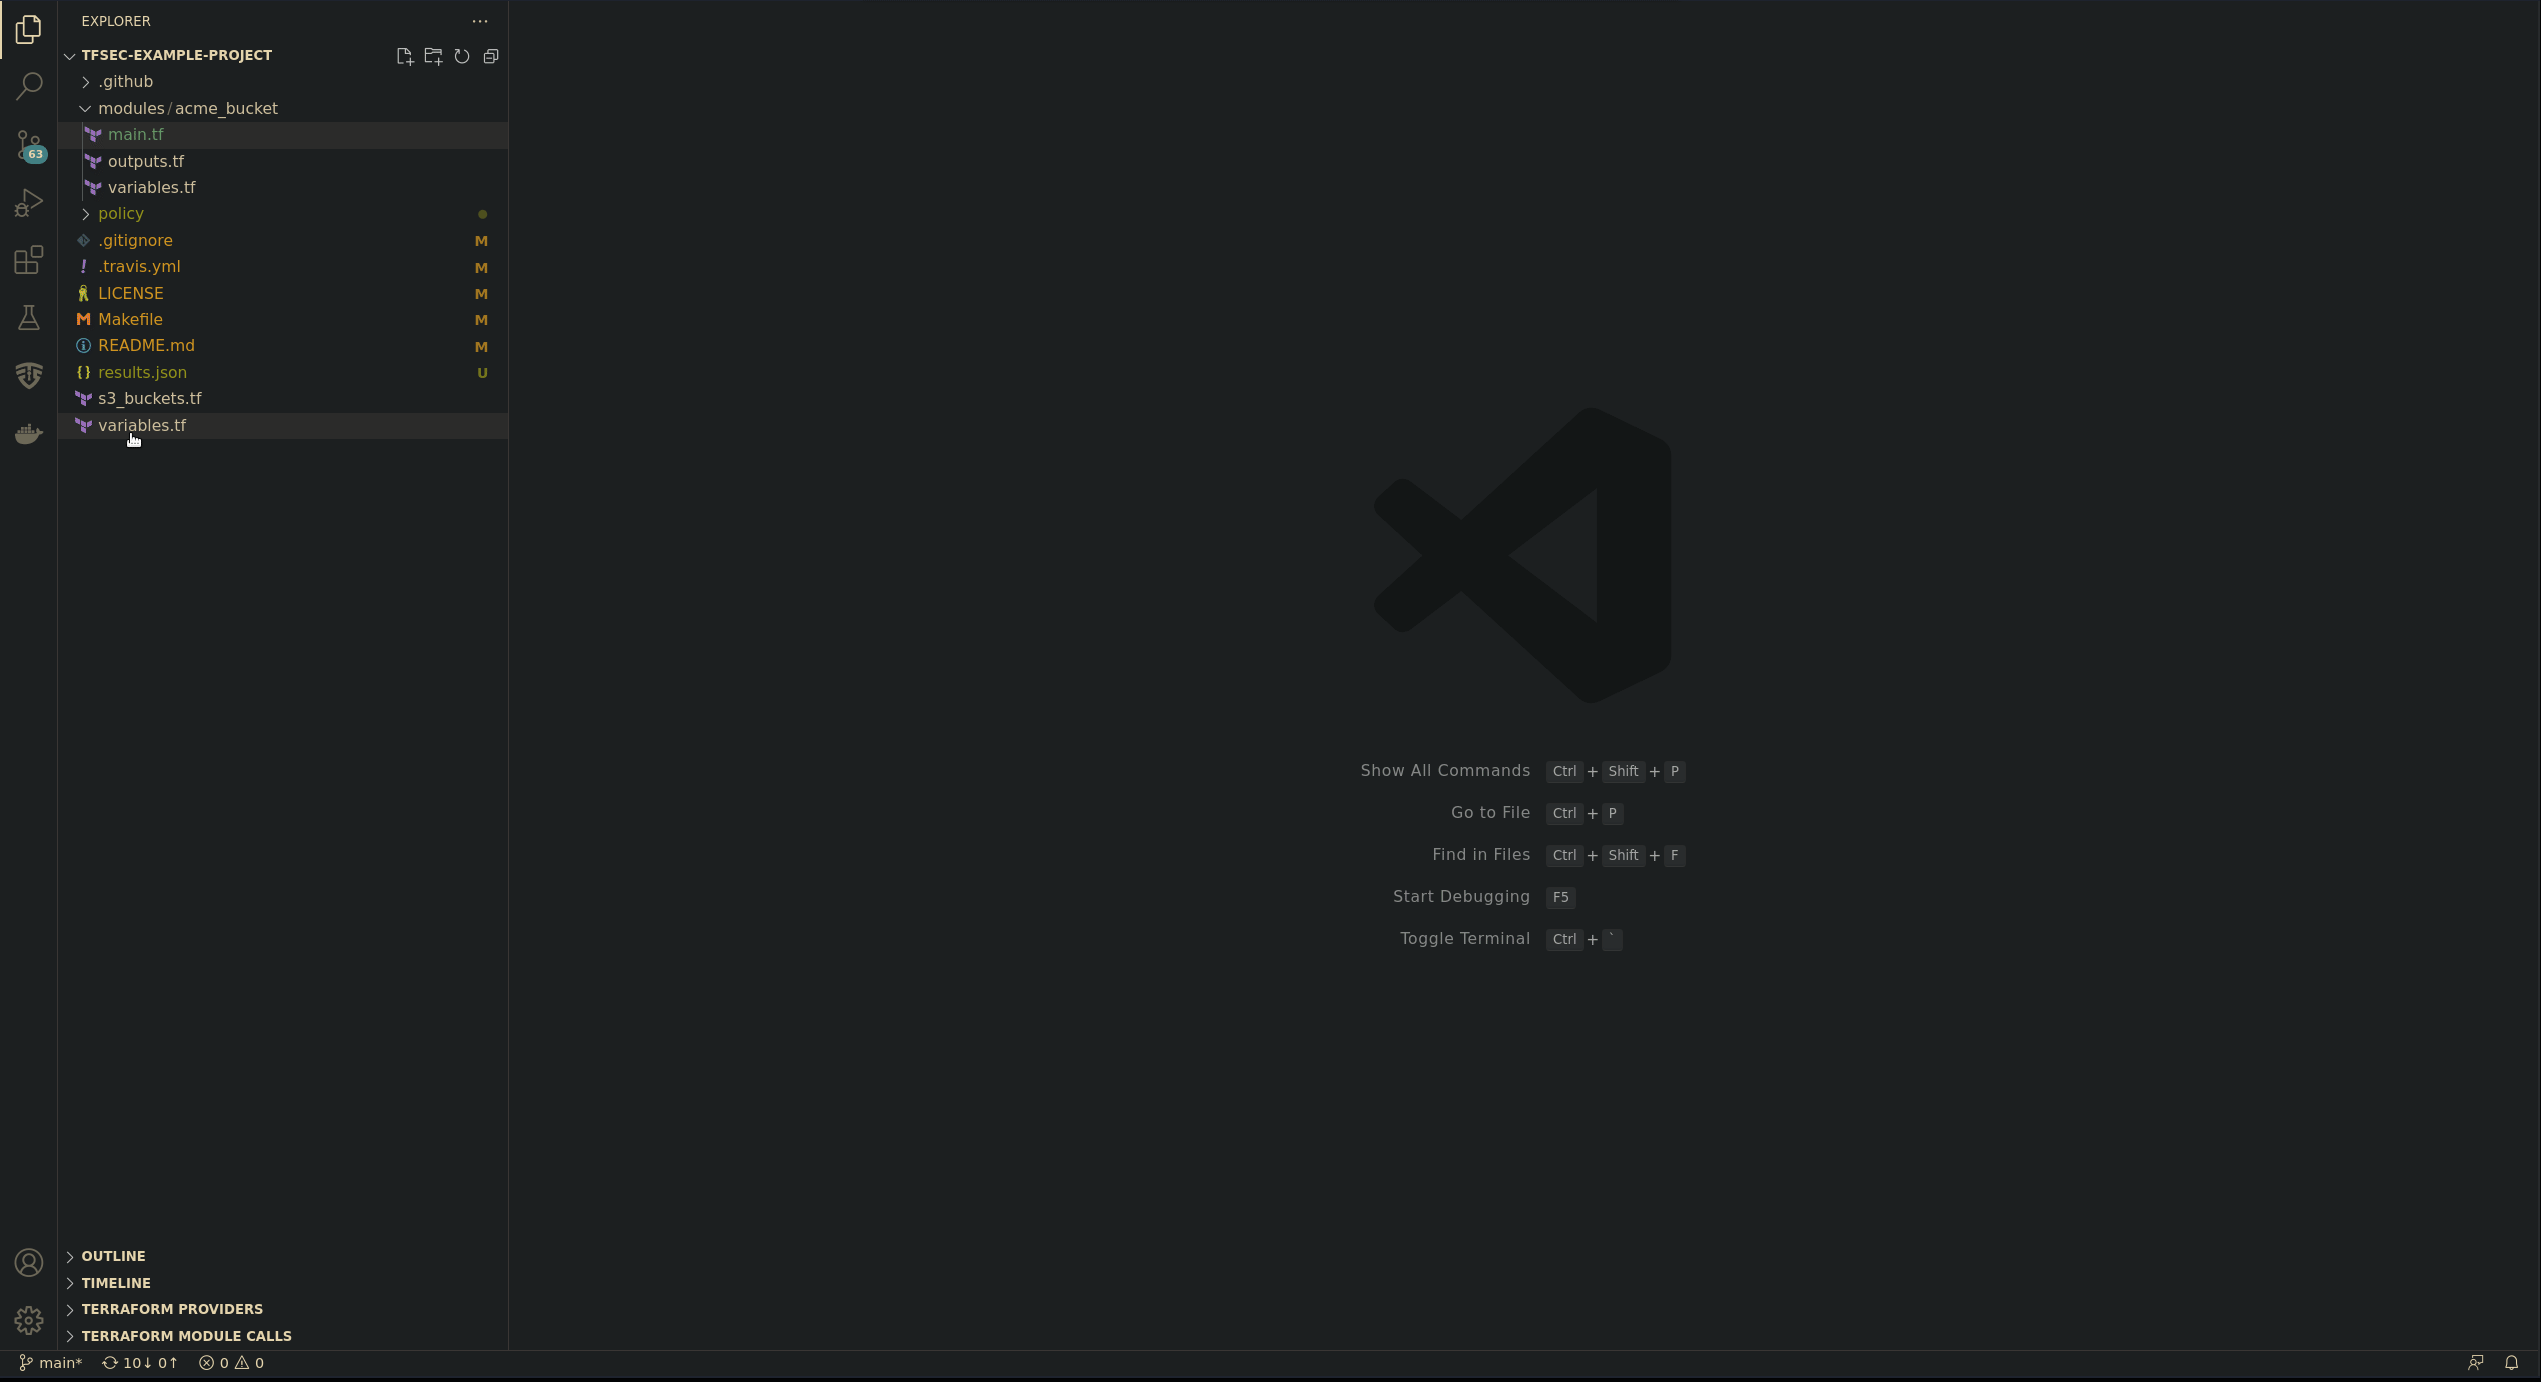 EXPLORER
TFSEC-EXAMPLE-PROJECT
.github
modules / acme_bucket
main.tf
outputs.tf
variables.tf
policy
.gitignore M
.travis.yml M
LICENSE M
Makefile M
README.md M
results.json U
s3_buckets.tf
variables.tf
63
Show All Commands Ctrl + Shift + P
Go to File Ctrl + P
Find in Files Ctrl + Shift + F
Start Debugging F5
Toggle Terminal Ctrl + `
OUTLINE
TIMELINE
TERRAFORM PROVIDERS
TERRAFORM MODULE CALLS
main* 10↓ 0↑ 0 0